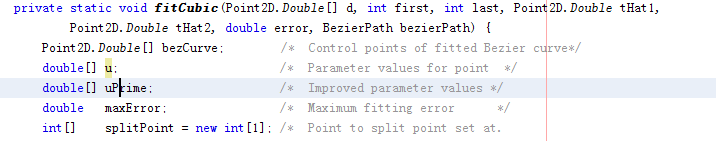 private static void fitCubic(Point2D.Double[] d, int first, int last, Point2D.Double tHat1,
Point2D.Double tHat2, double error, BezierPath bezierPath) {
Point2D.Double[] bezCurve; /* Control points of fitted Bezier curve*/
double[] u; /* Parameter values for point */
double[] uPrime; /* Improved parameter values */
double maxError; /* Maximum fitting error */
int[] splitPoint = new int[1]; /* Point to split point set at.